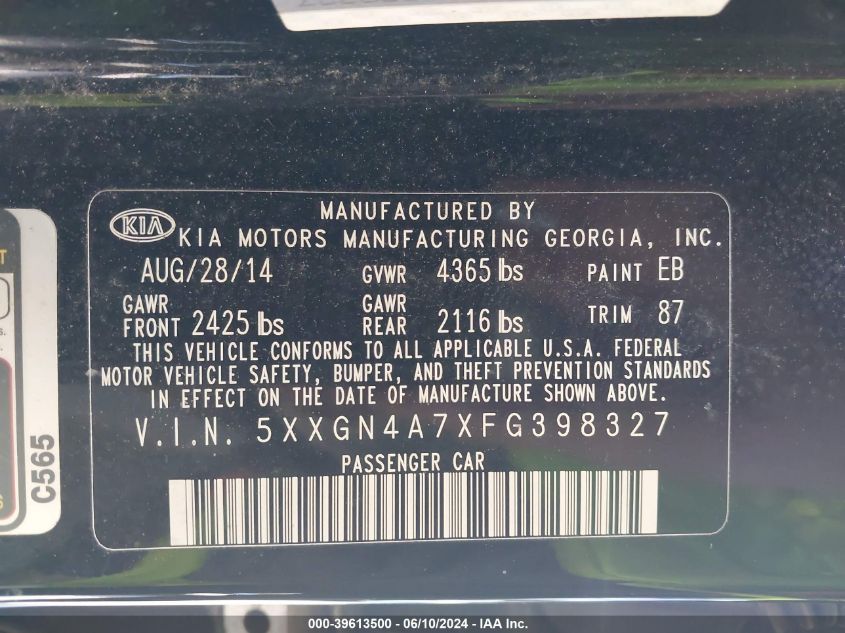 MANUFACTURED BY
KIA KIA MOTORS MANUFACTURING GEORGIA, INC.
AUG/28/14 GVWR 4365 lbs PAINT EB
GAWR FRONT 2425 lbs GAWR REAR 2116 lbs TRIM 87
THIS VEHICLE CONFORMS TO ALL APPLICABLE U.S.A. FEDERAL
MOTOR VEHICLE SAFETY, BUMPER, AND THEFT PREVENTION STANDARDS
IN EFFECT ON THE DATE OF MANUFACTURE SHOWN ABOVE.
V.I.N. 5XXGN4A7XFG398327
PASSENGER CAR
C565
000-39613500 - 06/10/2024 - IAA Inc.